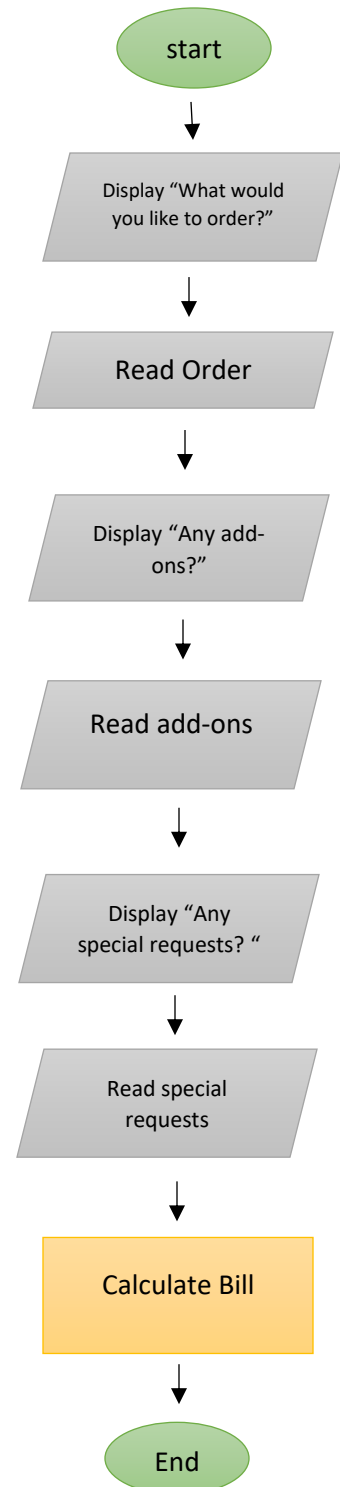 start
Display “What would
you like to order?”
Read Order
Display “Any add-
ons?”
Read add-ons
Display “Any
special requests? “
Read special
requests
Calculate Bill
End